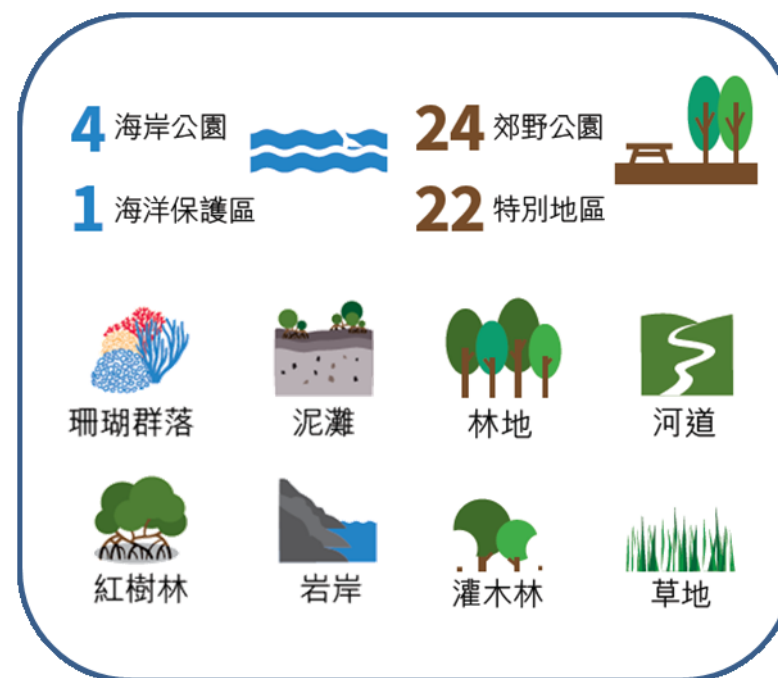 4 海岸公園
24 郊野公園
1 海洋保護區
22 特別地區
珊瑚群落
泥灘
林地
河道
紅樹林
岩岸
灌木林
草地